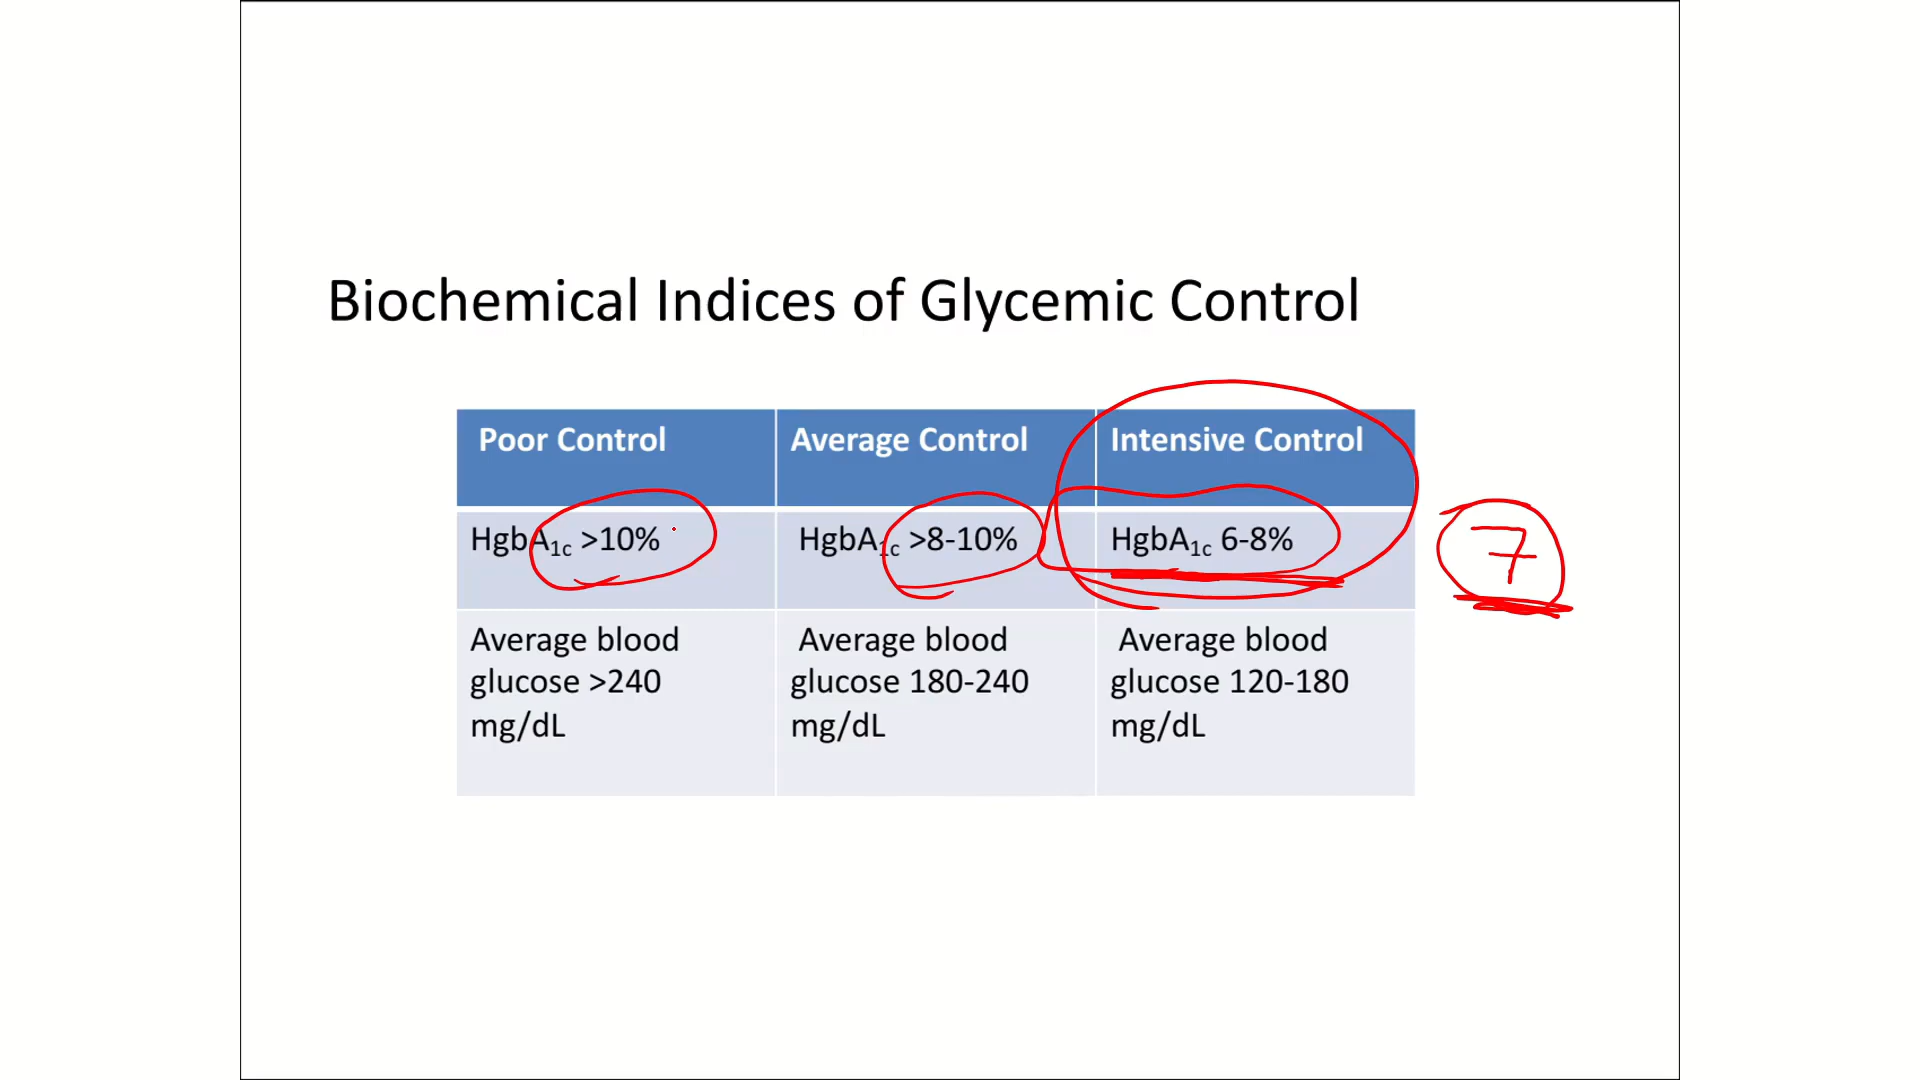 Biochemical Indices of Glycemic Control
Poor Control
Average Control
Intensive Control
HgbA1c >10%
HgbA1c >8-10%
HgbA1c 6-8%
7
Average blood
glucose >240
mg/dL
Average blood
glucose 180-240
mg/dL
Average blood
glucose 120-180
mg/dL